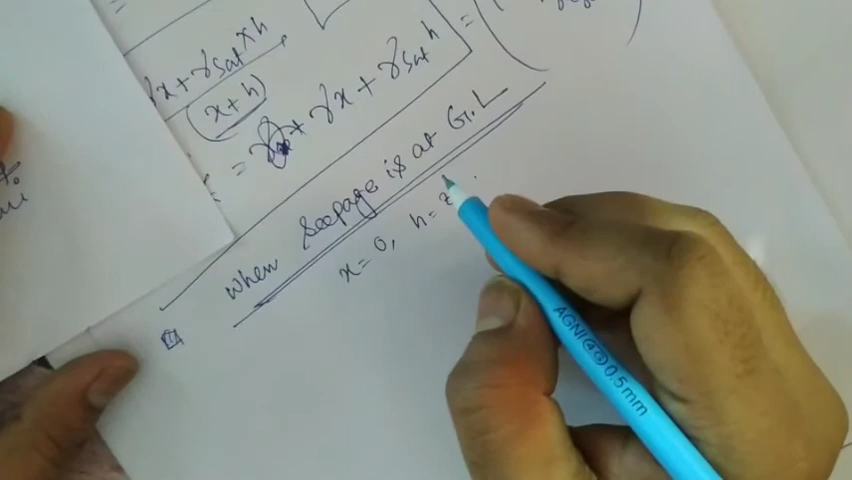 γx + γsat × h
(x + h)
= γx + γsat h
=
When Seepage is at G.L
x = 0, h = z
AGNI 0.5mm